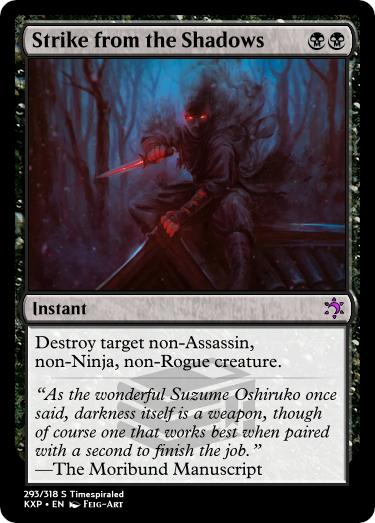 Strike from the Shadows
Instant
Destroy target non-Assassin,
non-Ninja, non-Rogue creature.
“As the wonderful Suzume Oshiruko once
said, darkness itself is a weapon, though
of course one that works best when paired
with a second to finish the job.”
—The Moribund Manuscript
293/318 S Timespiraled
KXP • EN Feig-Art